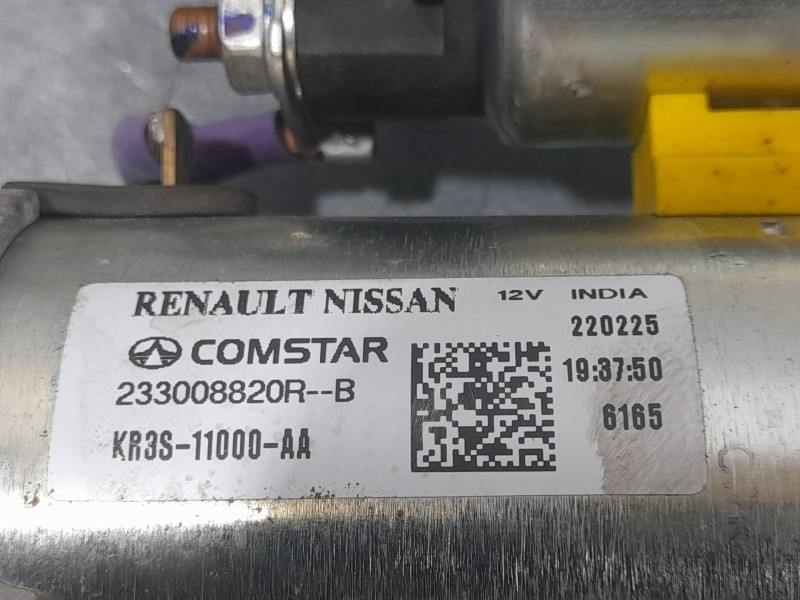 RENAULT NISSAN 12V INDIA
220225
COMSTAR
19:37:50
233008820R--B
6165
KR3S-11000-AA